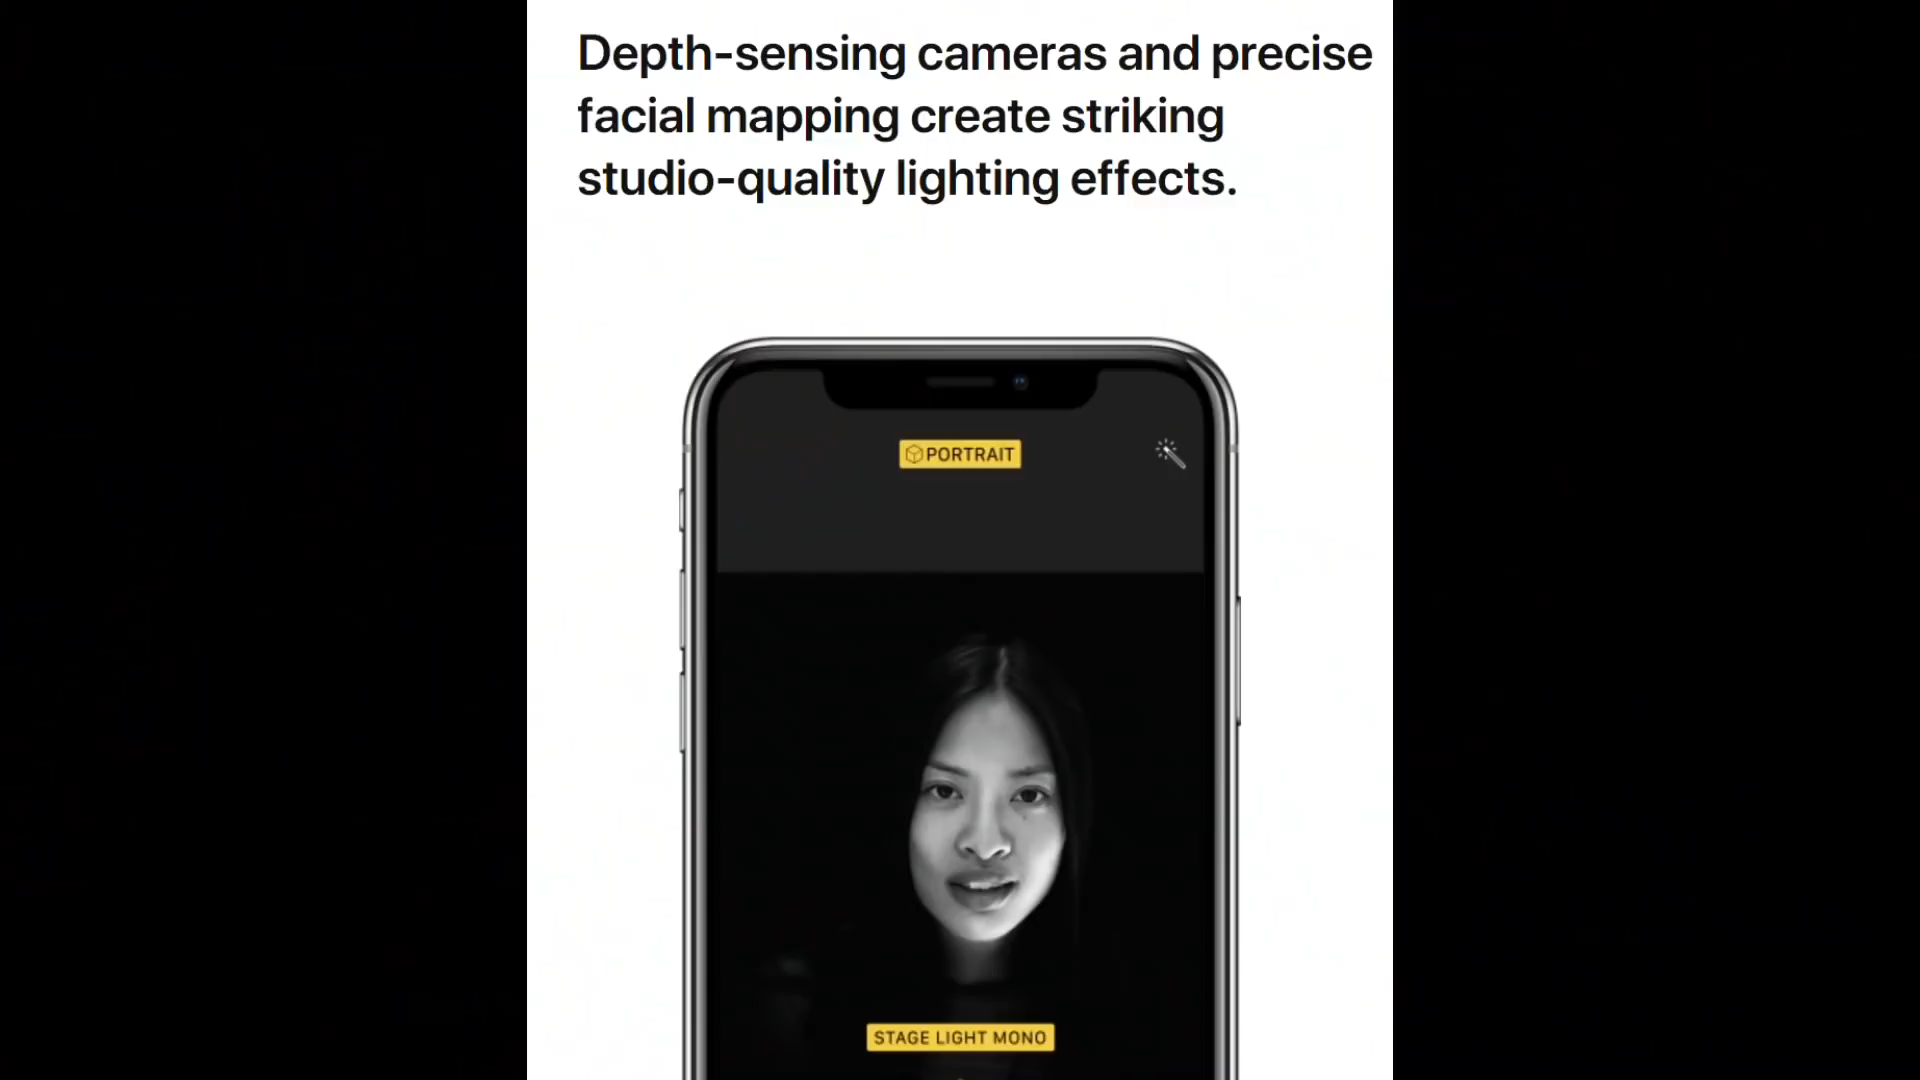 Depth-sensing cameras and precise
facial mapping create striking
studio-quality lighting effects.
PORTRAIT
STAGE LIGHT MONO